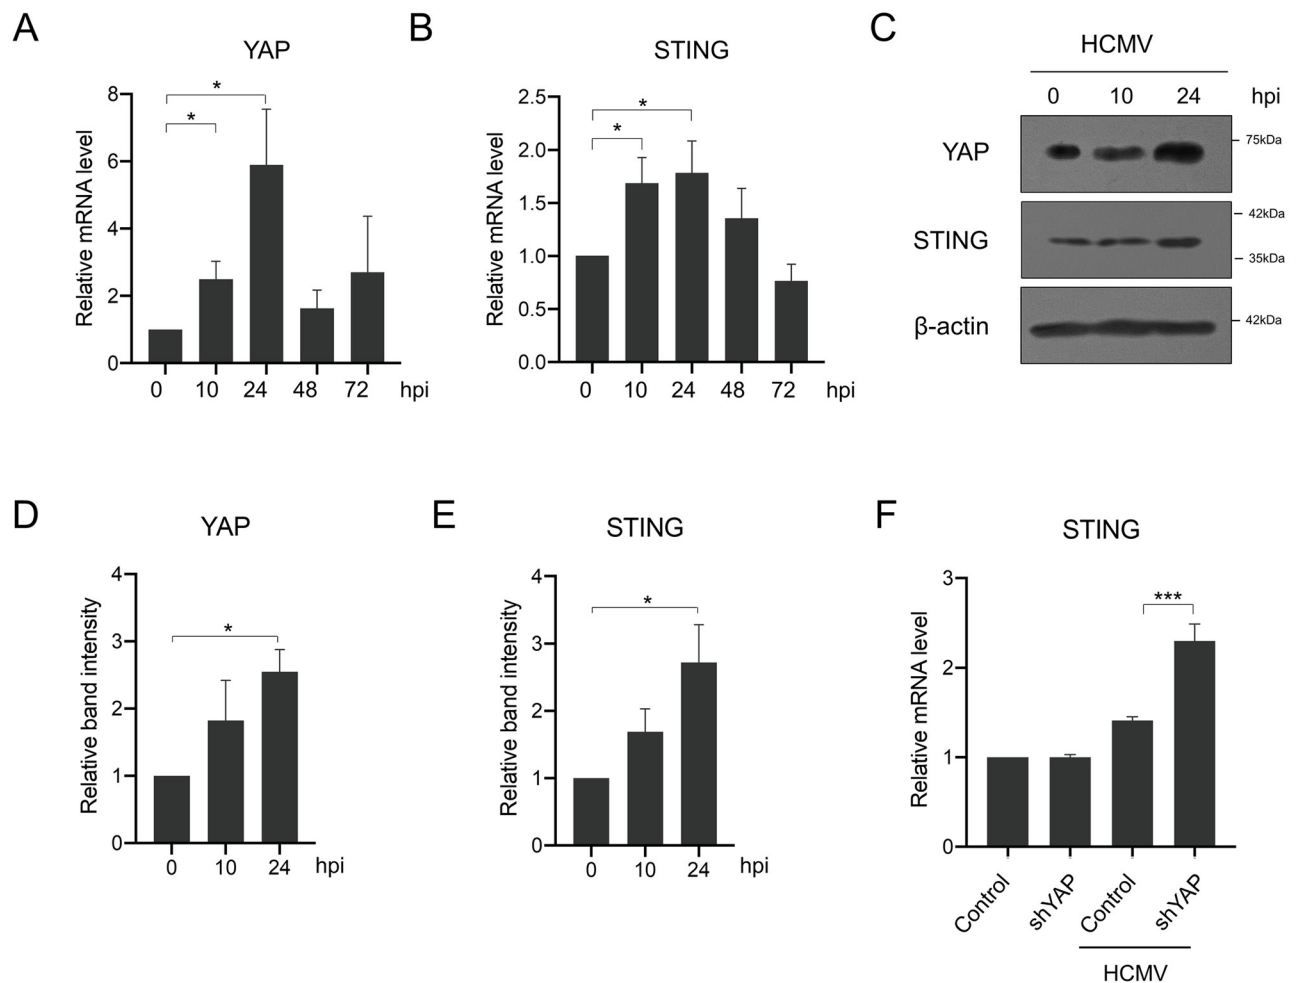 A
YAP
Relative mRNA level
8
6
4
2
0
*
*
0 10 24 48 72 hpi
B
STING
Relative mRNA level
2.5
2.0
1.5
1.0
0.5
0.0
*
*
0 10 24 48 72 hpi
C
HCMV
0 10 24 hpi
YAP
75kDa
STING
42kDa
35kDa
β-actin
42kDa
D
YAP
Relative band intensity
4
3
2
1
0
*
0 10 24 hpi
E
STING
Relative band intensity
4
3
2
1
0
*
0 10 24 hpi
F
STING
Relative mRNA level
3
2
1
0
***
Control shYAP Control shYAP
HCMV